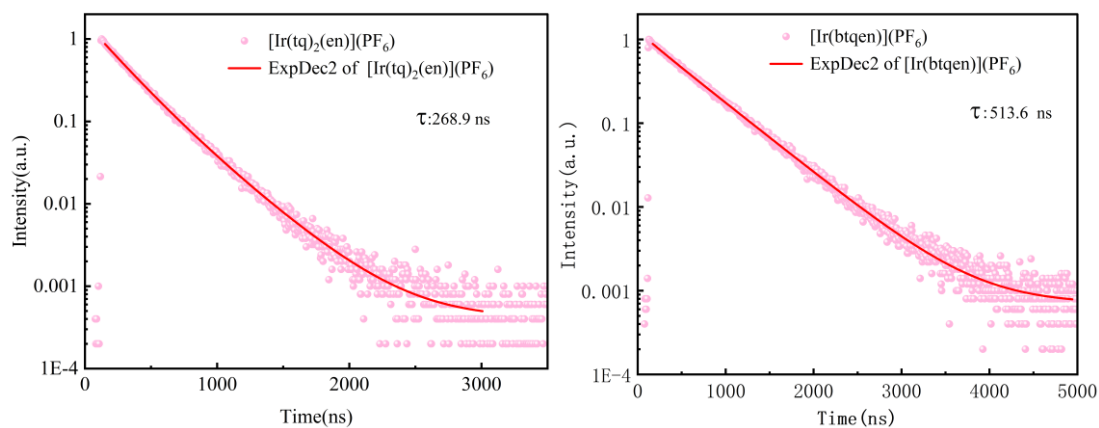 [Ir(tq)₂(en)](PF₆)
ExpDec2 of [Ir(tq)₂(en)](PF₆)
τ:268.9 ns
Intensity(a.u.)
1
0.1
0.01
0.001
1E-4
0
1000
2000
3000
Time(ns)
[Ir(btqen)](PF₆)
ExpDec2 of [Ir(btqen)](PF₆)
τ:513.6 ns
Intensity(a.u.)
1
0.1
0.01
0.001
1E-4
0
1000
2000
3000
4000
5000
Time(ns)